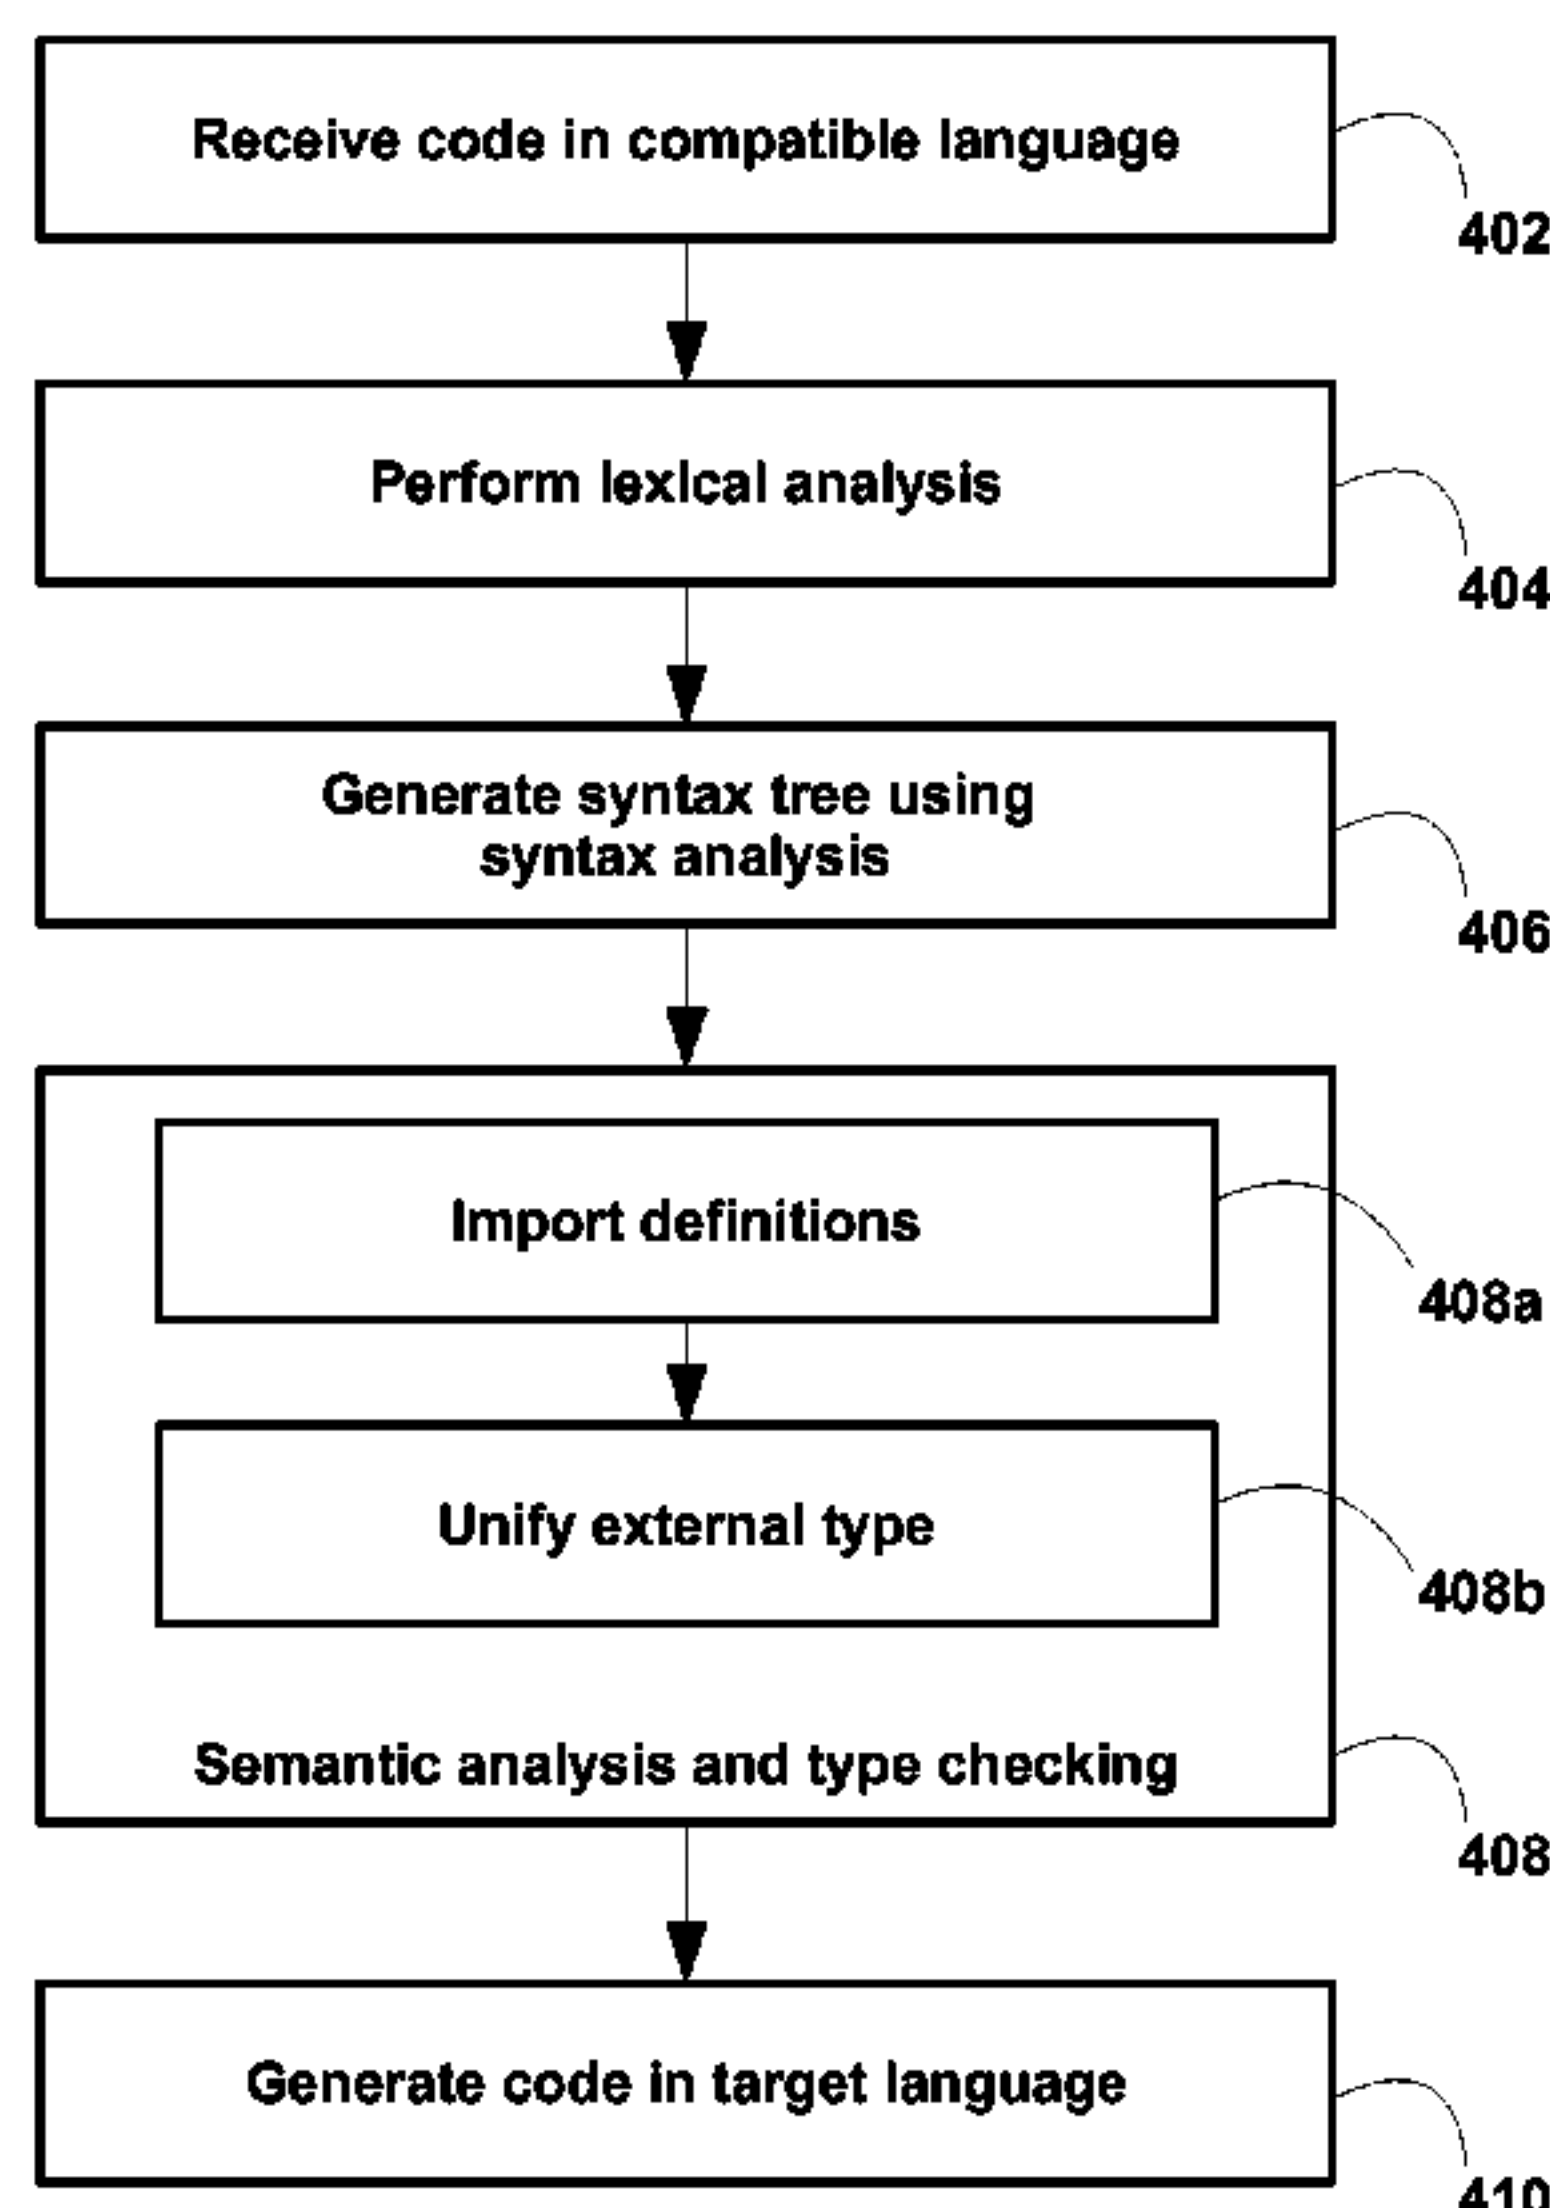 Receive code in compatible language
402
Perform lexical analysis
404
Generate syntax tree using
syntax analysis
406
Import definitions
408a
Unify external type
408b
Semantic analysis and type checking
408
Generate code in target language
410